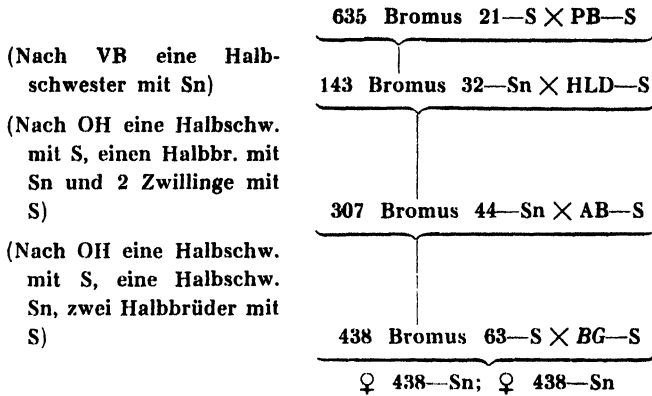 635 Bromus 21—S × PB—S
(Nach VB eine Halb-
schwester mit Sn)
143 Bromus 32—Sn × HLD—S
(Nach OH eine Halbschw.
mit S, einen Halbbr. mit
Sn und 2 Zwillinge mit
S)
307 Bromus 44—Sn × AB—S
(Nach OH eine Halbschw.
mit S, eine Halbschw.
Sn, zwei Halbbrüder mit
S)
438 Bromus 63—S × BG—S
♀ 438—Sn; ♀ 438—Sn